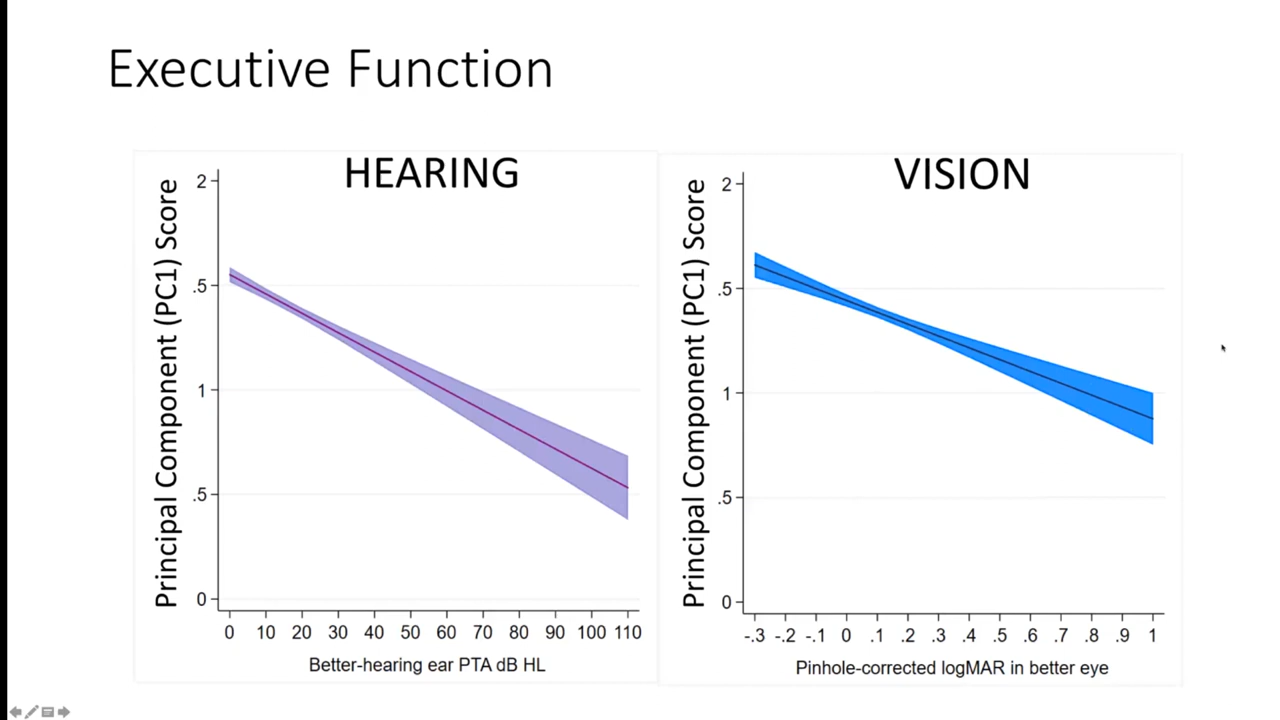 Executive Function
HEARING
Principal Component (PC1) Score
2
.5
1
.5
0
0 10 20 30 40 50 60 70 80 90 100 110
Better-hearing ear PTA dB HL
VISION
Principal Component (PC1) Score
2
.5
1
.5
0
-.3 -.2 -.1 0 .1 .2 .3 .4 .5 .6 .7 .8 .9 1
Pinhole-corrected logMAR in better eye